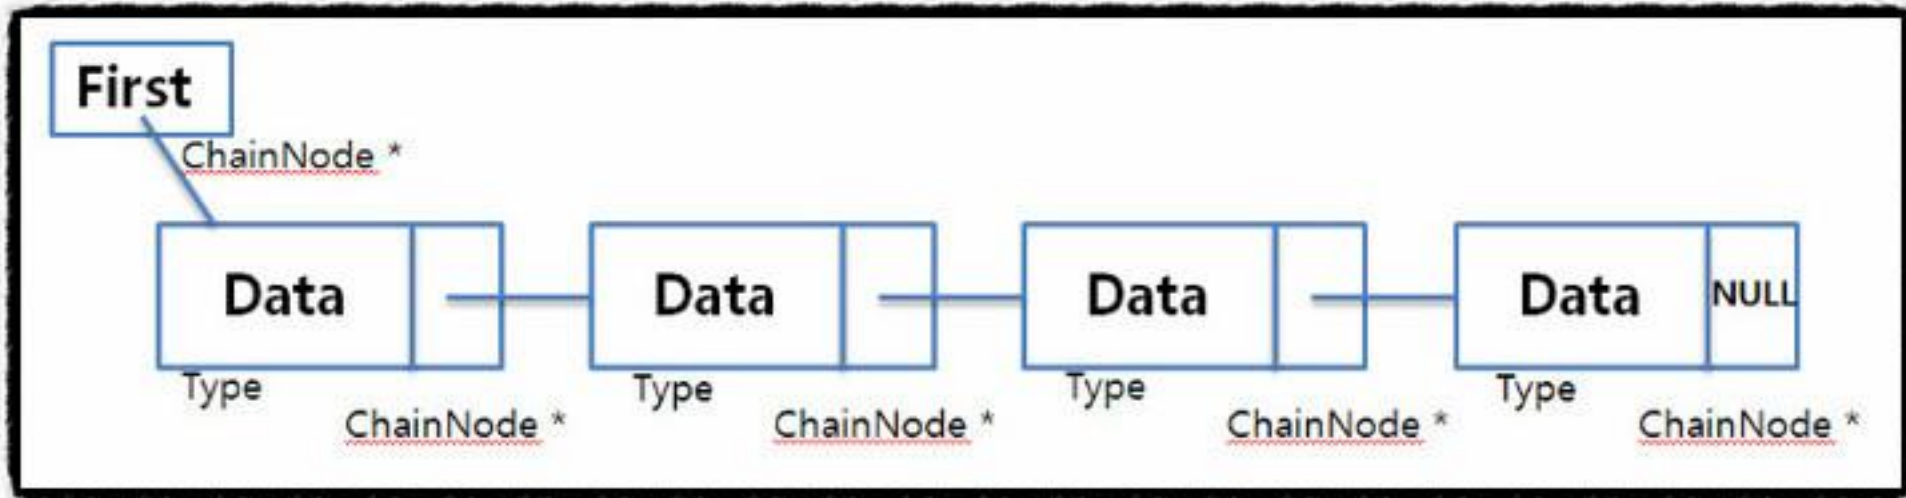 First
ChainNode *
Data
Data
Data
Data
NULL
Type
Type
Type
Type
ChainNode *
ChainNode *
ChainNode *
ChainNode *